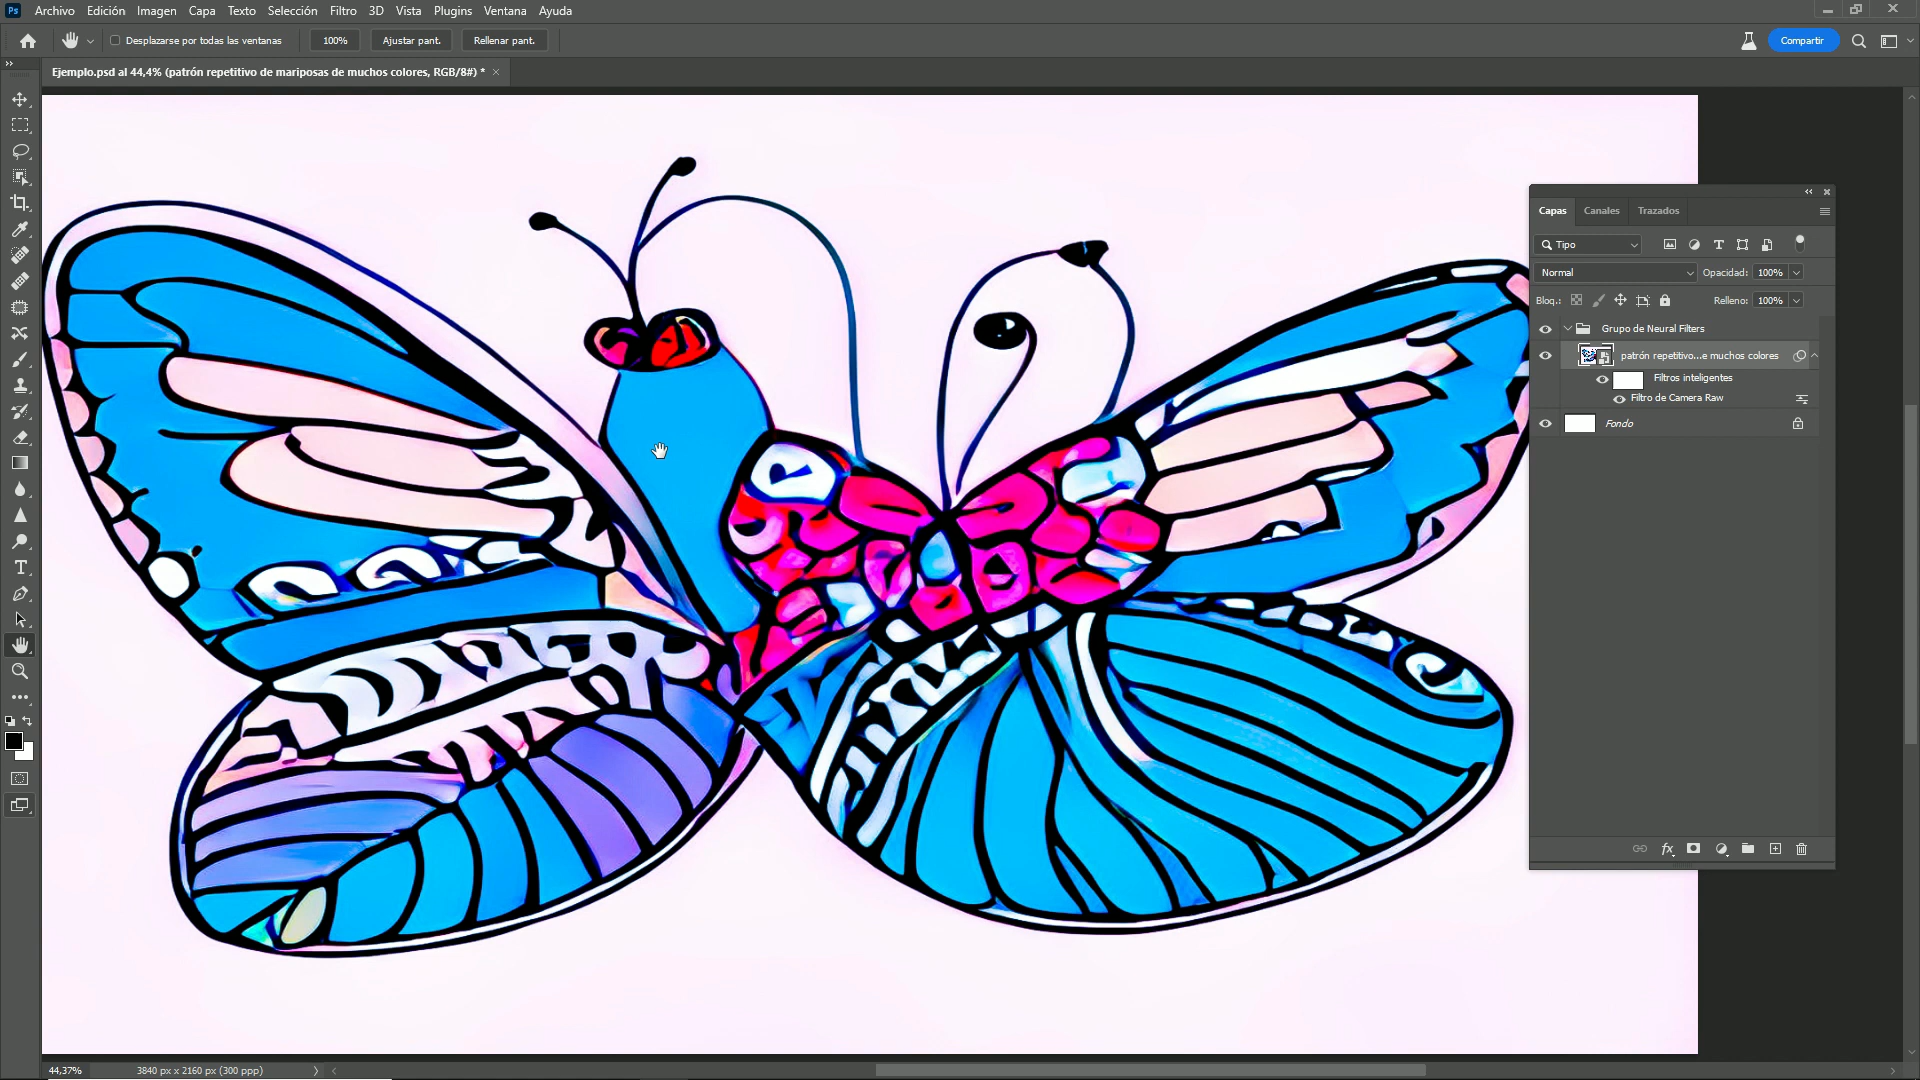 Ps Archivo Edición Imagen Capa Texto Selección Filtro 3D Vista Plugins Ventana Ayuda
Desplazarse por todas las ventanas 100% Ajustar pant. Rellenar pant. Compartir
Ejemplo.psd al 44,4% (patrón repetitivo de mariposas de muchos colores, RGB/8#) *
Capas Canales Trazados
Tipo
Normal Opacidad: 100%
Bloq.: Relleno: 100%
Grupo de Neural Filters
patrón repetitivo...e muchos colores
Filtros inteligentes
Filtro de Camera Raw
Fondo
44,37% 3840 px x 2160 px (300 ppp)